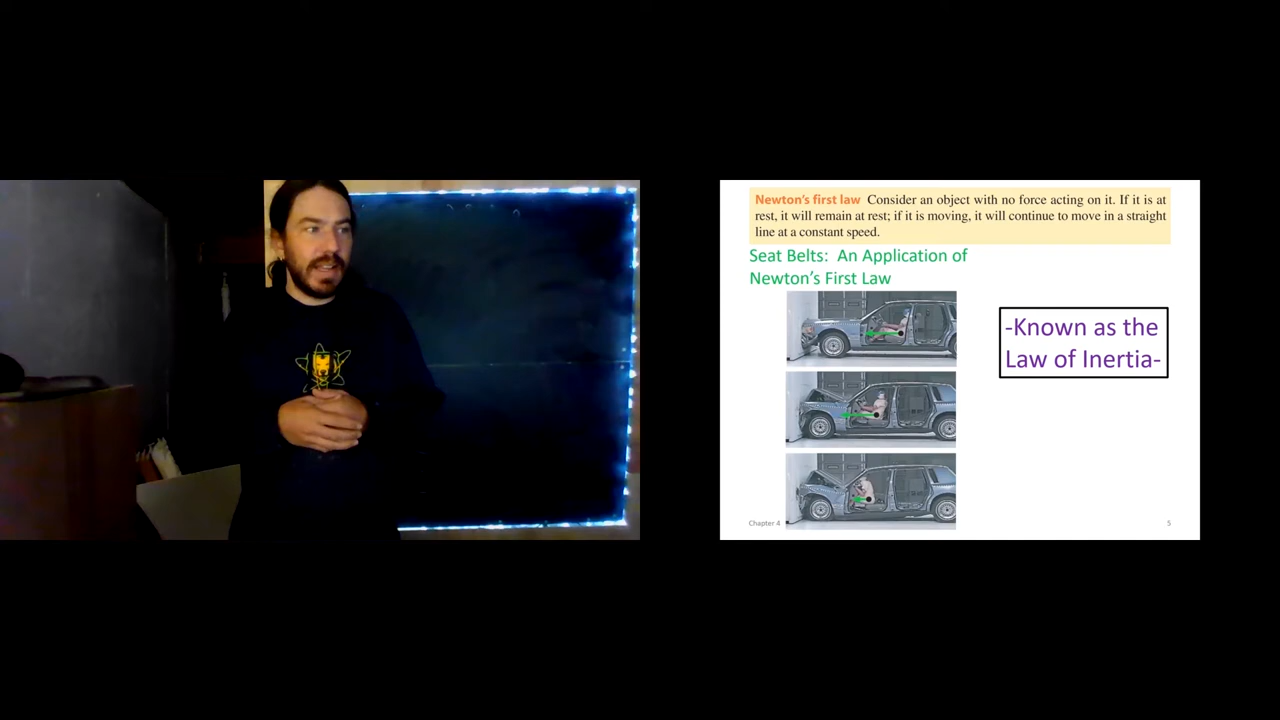 Newton's first law Consider an object with no force acting on it. If it is at
rest, it will remain at rest; if it is moving, it will continue to move in a straight
line at a constant speed.
Seat Belts: An Application of
Newton's First Law
-Known as the
Law of Inertia-
Chapter 4
5